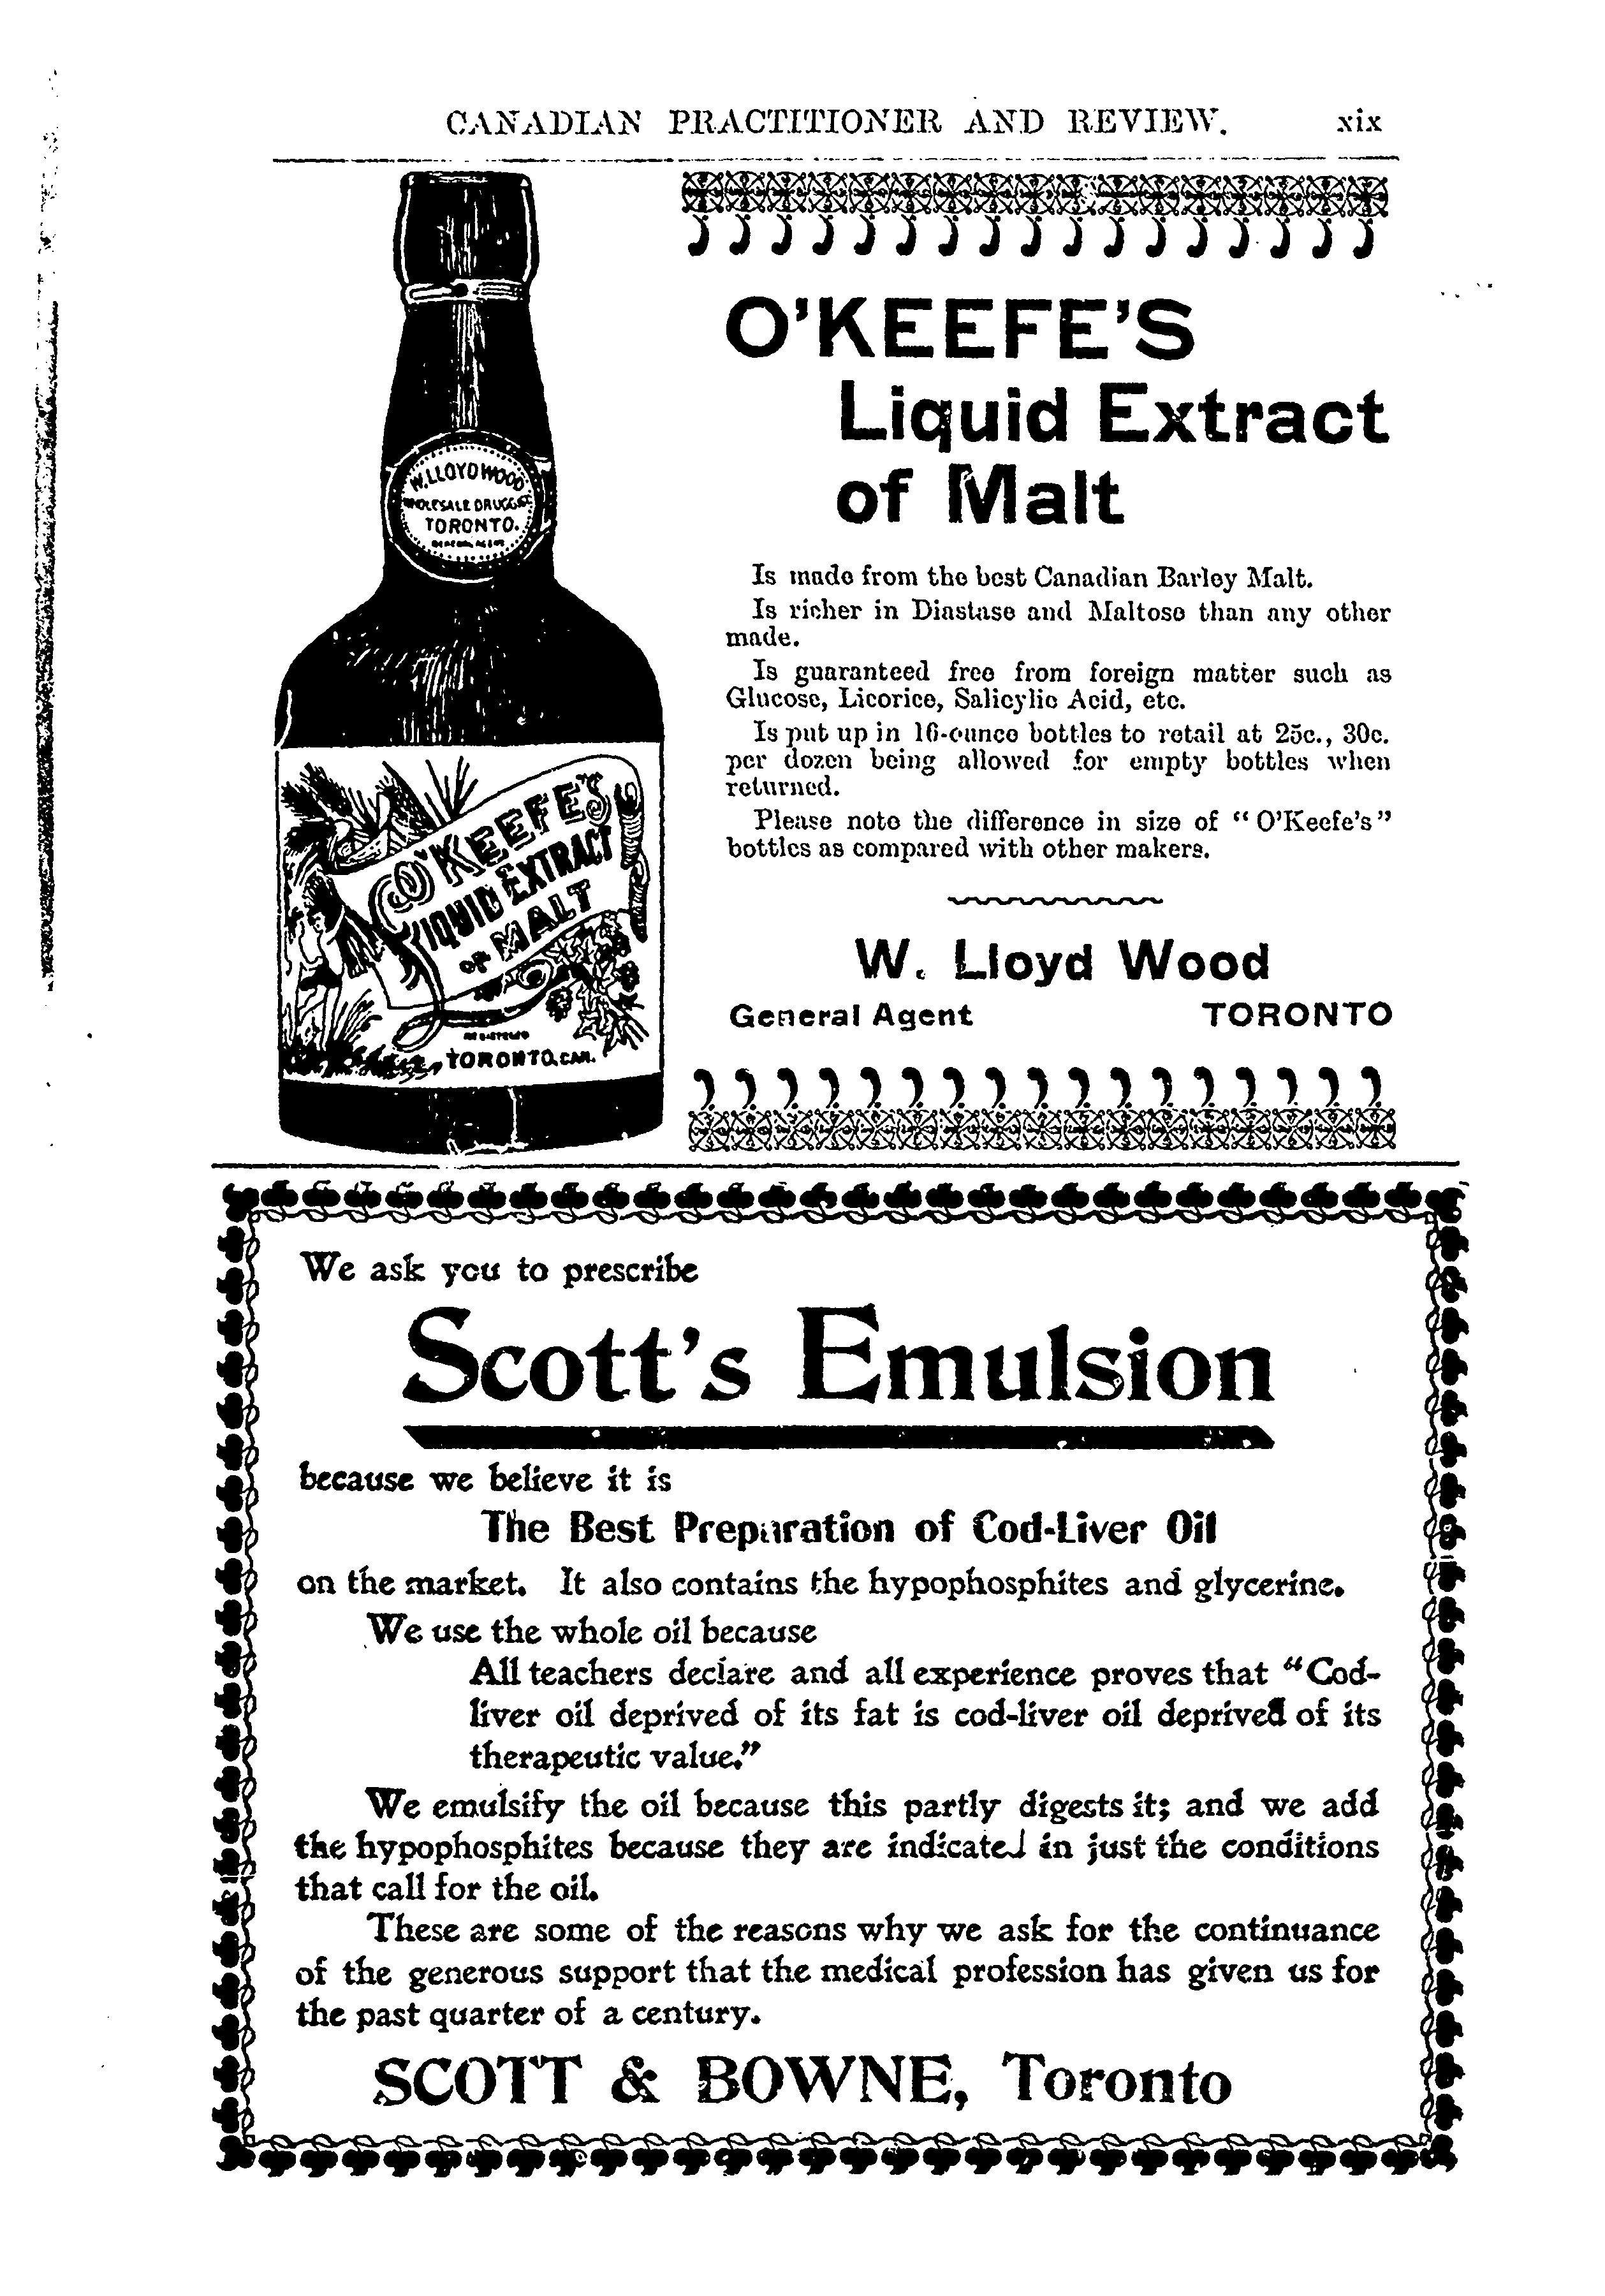 CANADIAN PRACTITIONER AND REVIEW. xix
W. LLOYD WOOD
WHOLESALE DRUGGIST
TORONTO.
GENERAL AGENT
O'KEEFE'S
LIQUID EXTRACT
OF MALT
REGISTERED
TORONTO, CAN.
O'KEEFE'S
Liquid Extract
of Malt
Is made from the best Canadian Barley Malt.
Is richer in Diastase and Maltose than any other
made.
Is guaranteed free from foreign matter such as
Glucose, Licorice, Salicylic Acid, etc.
Is put up in 16-ounce bottles to retail at 25c., 30c.
per dozen being allowed for empty bottles when
returned.
Please note the difference in size of "O'Keefe's"
bottles as compared with other makers.
W. Lloyd Wood
General Agent TORONTO
We ask you to prescribe
Scott's Emulsion
because we believe it is
The Best Preparation of Cod-Liver Oil
on the market. It also contains the hypophosphites and glycerine.
We use the whole oil because
All teachers declare and all experience proves that "Cod-
liver oil deprived of its fat is cod-liver oil deprived of its
therapeutic value."
We emulsify the oil because this partly digests it; and we add
the hypophosphites because they are indicated in just the conditions
that call for the oil.
These are some of the reasons why we ask for the continuance
of the generous support that the medical profession has given us for
the past quarter of a century.
SCOTT & BOWNE, Toronto